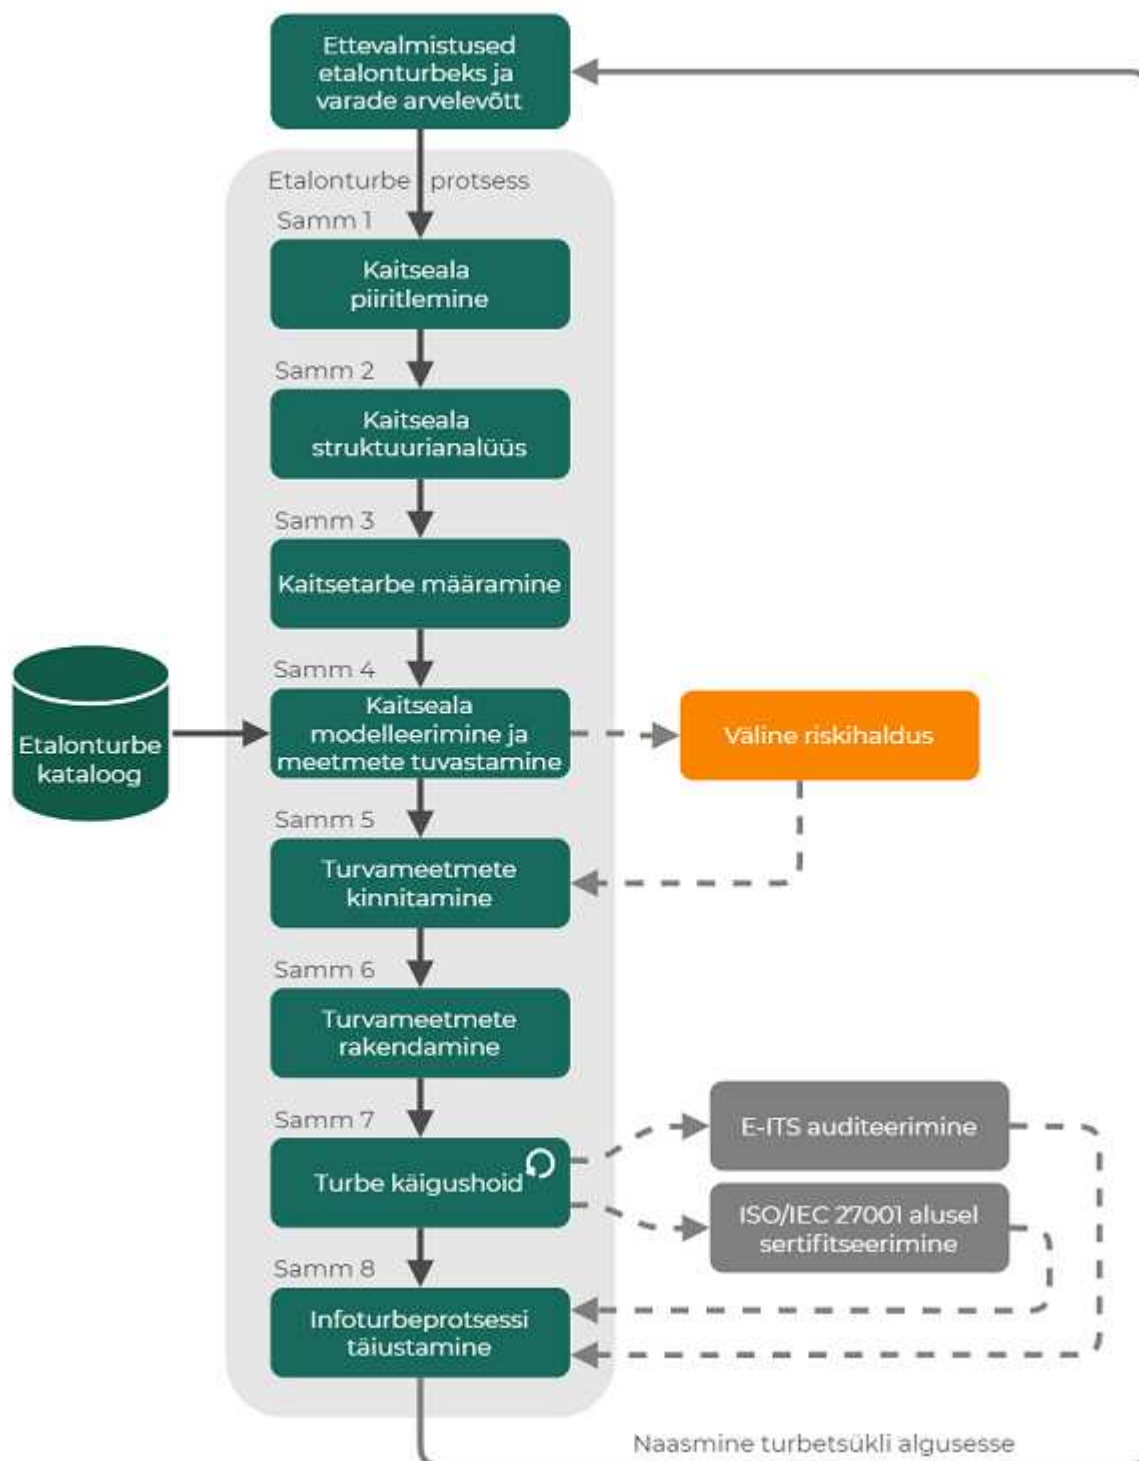 Ettevalmistused
etalonturbeks ja
varade arvelevõtt
Etalonturbe protsess
Samm 1
Kaitseala
piiritlemine
Samm 2
Kaitseala
struktuurianalüüs
Samm 3
Kaitsetarbe määramine
Samm 4
Kaitseala
modelleerimine ja
meetmete tuvastamine
Etalonturbe
kataloog
Väline riskihaldus
Samm 5
Turvameetmete
kinnitamine
Samm 6
Turvameetmete
rakendamine
Samm 7
Turbe käigushoid
E-ITS auditeerimine
ISO/IEC 27001 alusel
sertifitseerimine
Samm 8
Infoturbeprotsessi
täiustamine
Naasmine turbetsükli algusesse